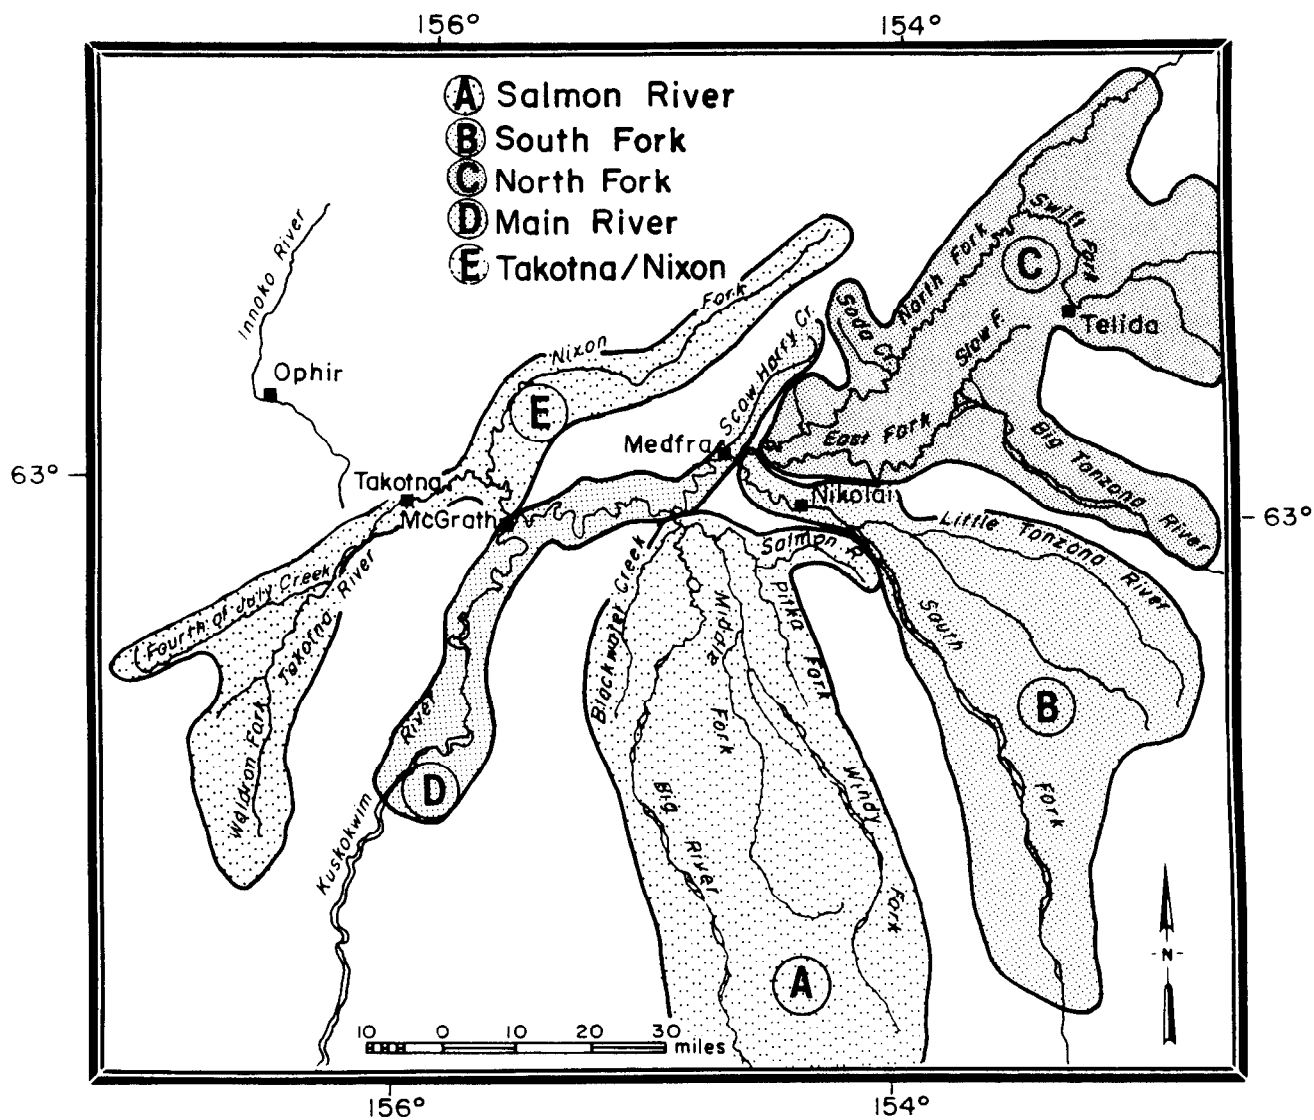 156°
154°
A Salmon River
B South Fork
C North Fork
D Main River
E Takotna/Nixon
Innoko River
Ophir
Nixon
Fork
Scow Harry Cr.
Soda C.
North Fork
Swift
Fork
C
Telida
Slow F.
E
Medfra
East Fork
Big Tonzona
River
63°
Takotna
McGrath
Nikolai
63°
Little Tonzona River
Salmon R.
Fourth of July Creek
Takotna River
Waldron Fork
Blackwater Creek
Middle
Fork
Pitka
Fork
South
Fork
B
River
D
Kuskokwim
Big
River
Windy
Fork
A
N
10 0 10 20 30
miles
156°
154°